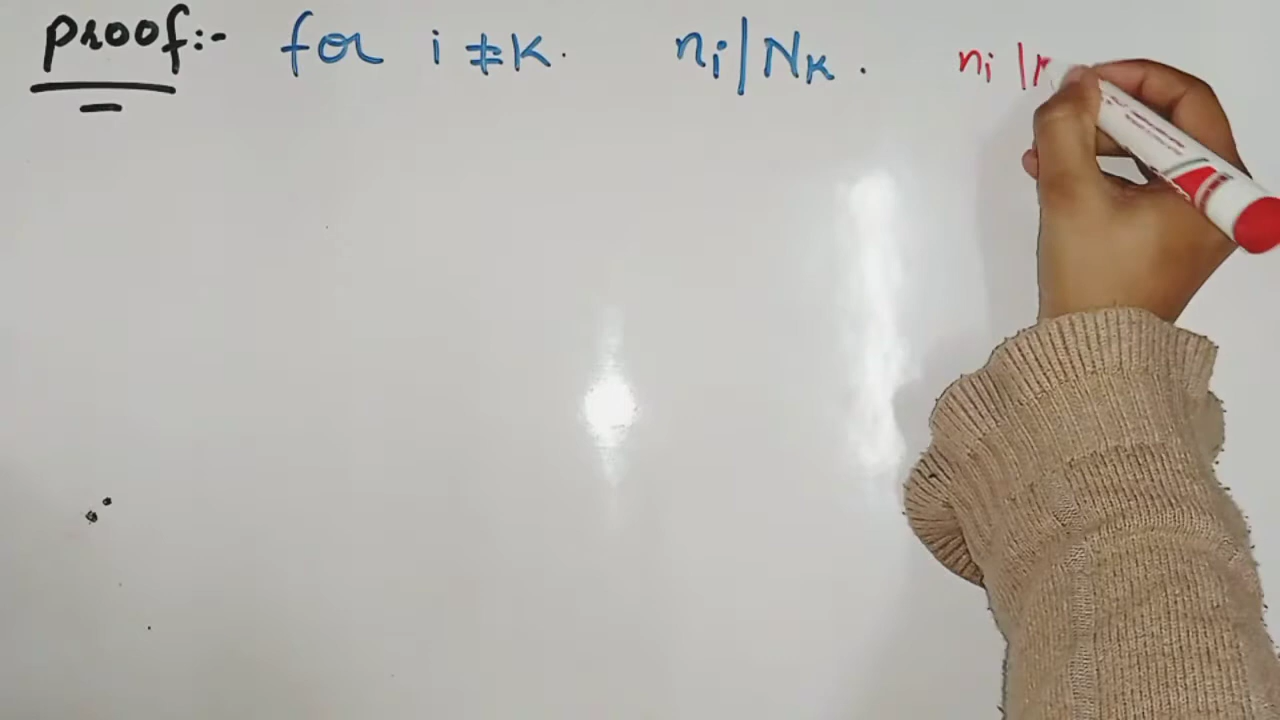 proof:- for i ≠ K. ni | NK. ni |